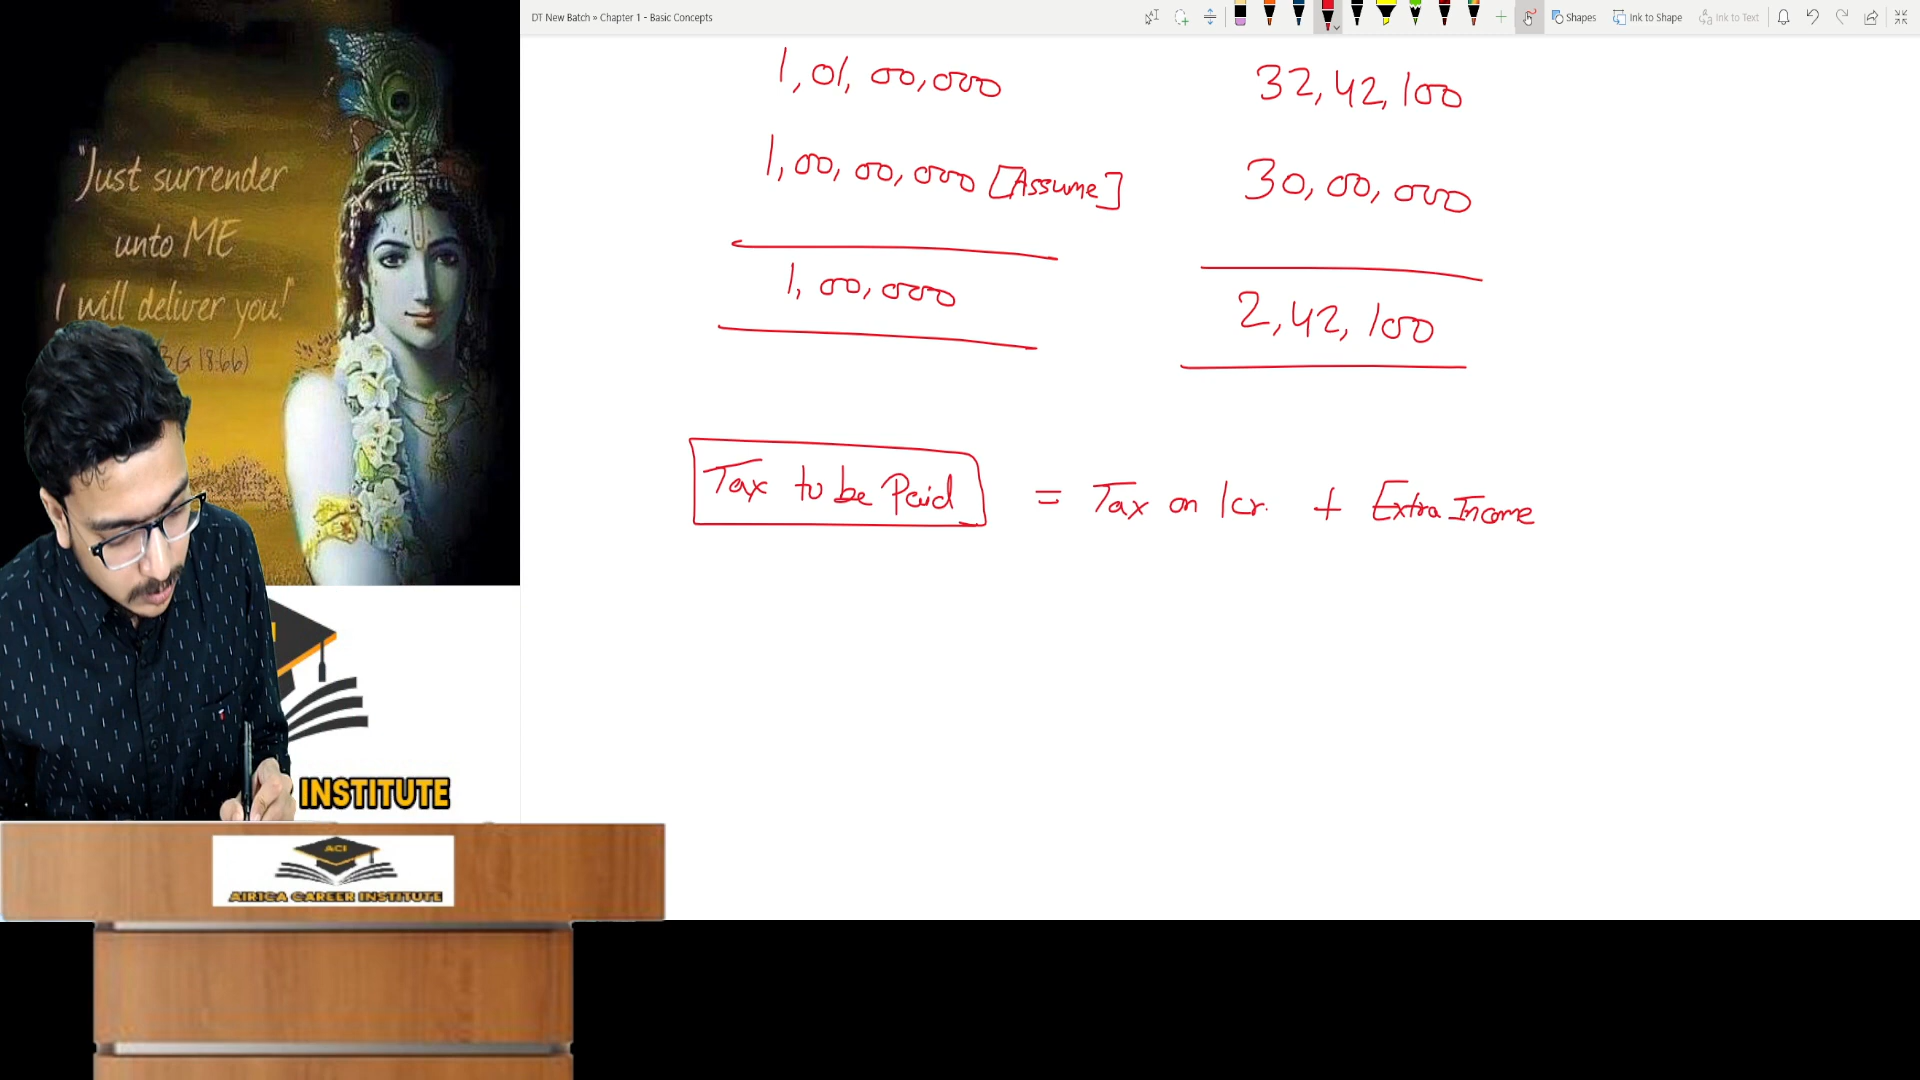 DT New Batch » Chapter 1 - Basic Concepts
Shapes
Ink to Shape
Ink to Text
"Just surrender
unto ME
I will deliver you!"
G 18:66)
1,01,00,000 32,42,100
1,00,00,000 [Assume] 30,00,000
1,00,000 2,42,100
Tax to be Paid = Tax on 1cr. + Extra Income
INSTITUTE
ACI
AIRICA CAREER INSTITUTE